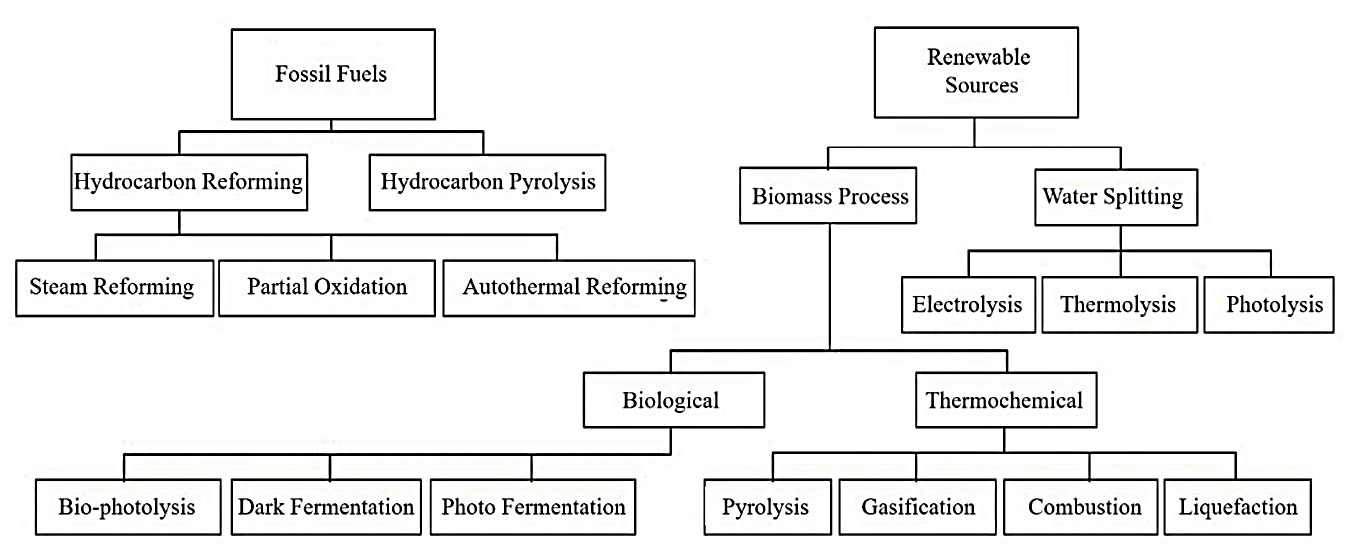 Fossil Fuels
Renewable
Sources
Hydrocarbon Reforming
Hydrocarbon Pyrolysis
Biomass Process
Water Splitting
Steam Reforming
Partial Oxidation
Autothermal Reforming
Electrolysis
Thermolysis
Photolysis
Biological
Thermochemical
Bio-photolysis
Dark Fermentation
Photo Fermentation
Pyrolysis
Gasification
Combustion
Liquefaction